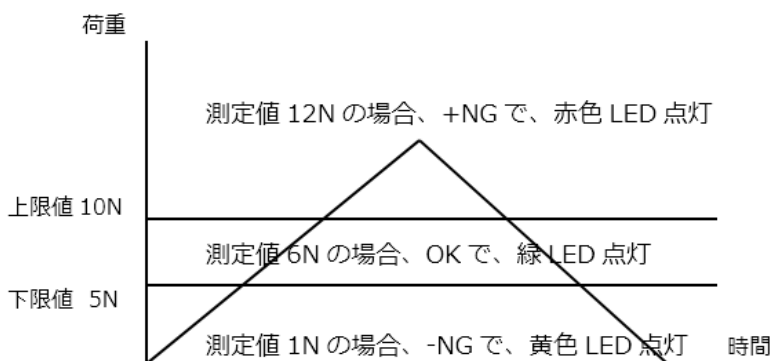 荷重
測定値 12N の場合、+NG で、赤色 LED 点灯
上限値 10N
測定値 6N の場合、OK で、緑 LED 点灯
下限値 5N
測定値 1N の場合、-NG で、黄色 LED 点灯
時間